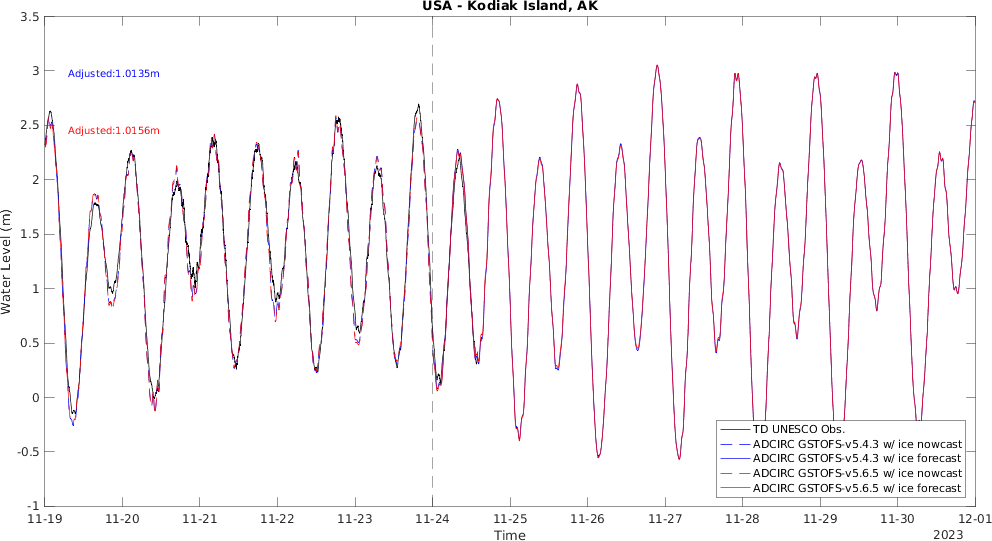 USA - Kodiak Island, AK
3.5
3
2.5
2
1.5
1
0.5
0
-0.5
-1
Water Level (m)
Adjusted:1.0135m
Adjusted:1.0156m
TD UNESCO Obs.
ADCIRC GSTOFS-v5.4.3 w/ ice nowcast
ADCIRC GSTOFS-v5.4.3 w/ ice forecast
ADCIRC GSTOFS-v5.6.5 w/ ice nowcast
ADCIRC GSTOFS-v5.6.5 w/ ice forecast
11-19 11-20 11-21 11-22 11-23 11-24 11-25 11-26 11-27 11-28 11-29 11-30 12-01
Time
2023